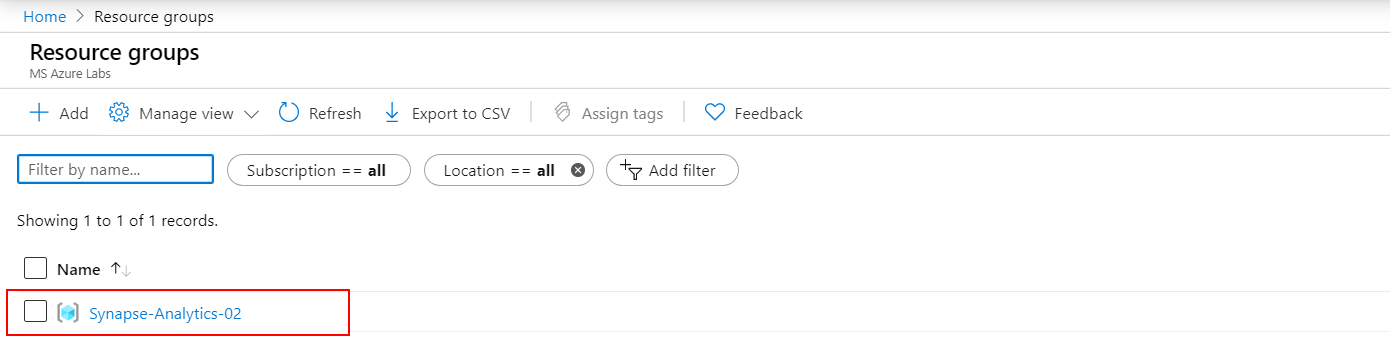 Home > Resource groups
Resource groups
MS Azure Labs
Add Manage view Refresh Export to CSV Assign tags Feedback
Filter by name... Subscription == all Location == all Add filter
Showing 1 to 1 of 1 records.
Name ↑↓
Synapse-Analytics-02